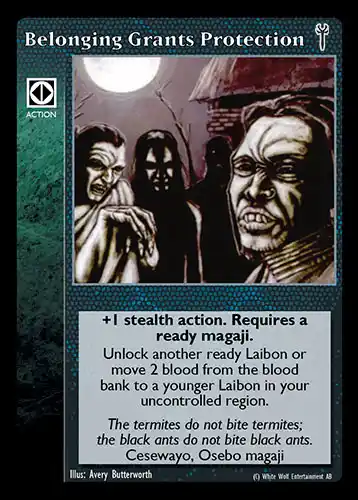 Belonging Grants Protection
ACTION
+1 stealth action. Requires a
ready magaji.
Unlock another ready Laibon or
move 2 blood from the blood
bank to a younger Laibon in your
uncontrolled region.
The termites do not bite termites;
the black ants do not bite black ants.
Cesewayo, Osebo magaji
Illus: Avery Butterworth
(C) White Wolf Entertainment AB